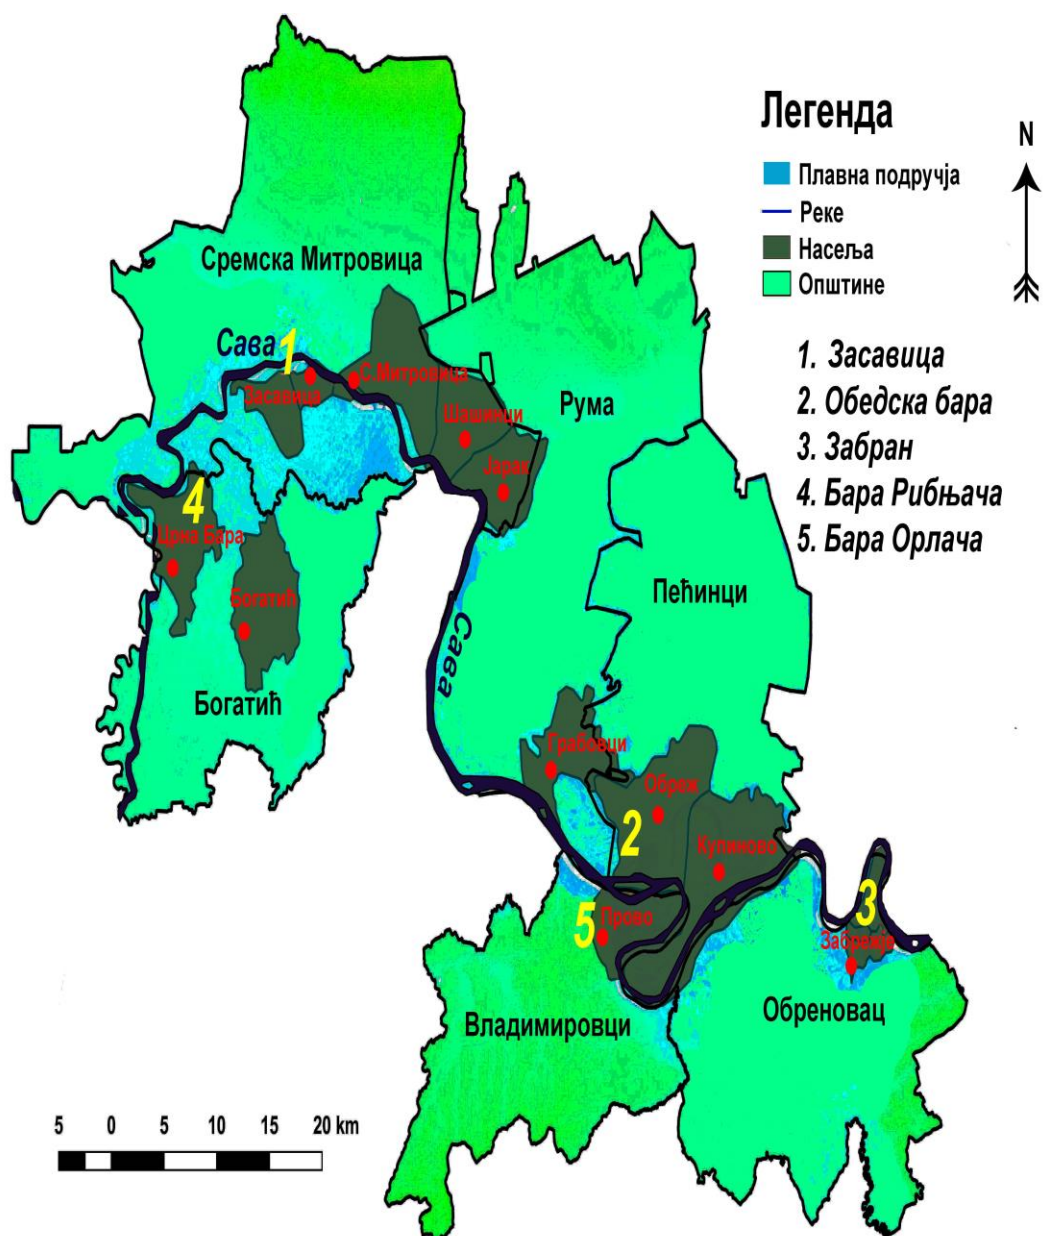 Легенда
N
Плавна подручја
Реке
Насеља
Општине
1. Засавица
2. Обедска бара
3. Забран
4. Бара Рибњача
5. Бара Орлача
Сремска Митровица
Сава
1
С.Митровица
Засавица
Рума
Шашинци
Јарак
4
Црна Бара
Пећинци
Богатић
Сава
Богатић
Грабовци
Обреж
2
Купиново
3
5
Прово
Забрежје
Обреновац
Владимировци
5 0 5 10 15 20 km